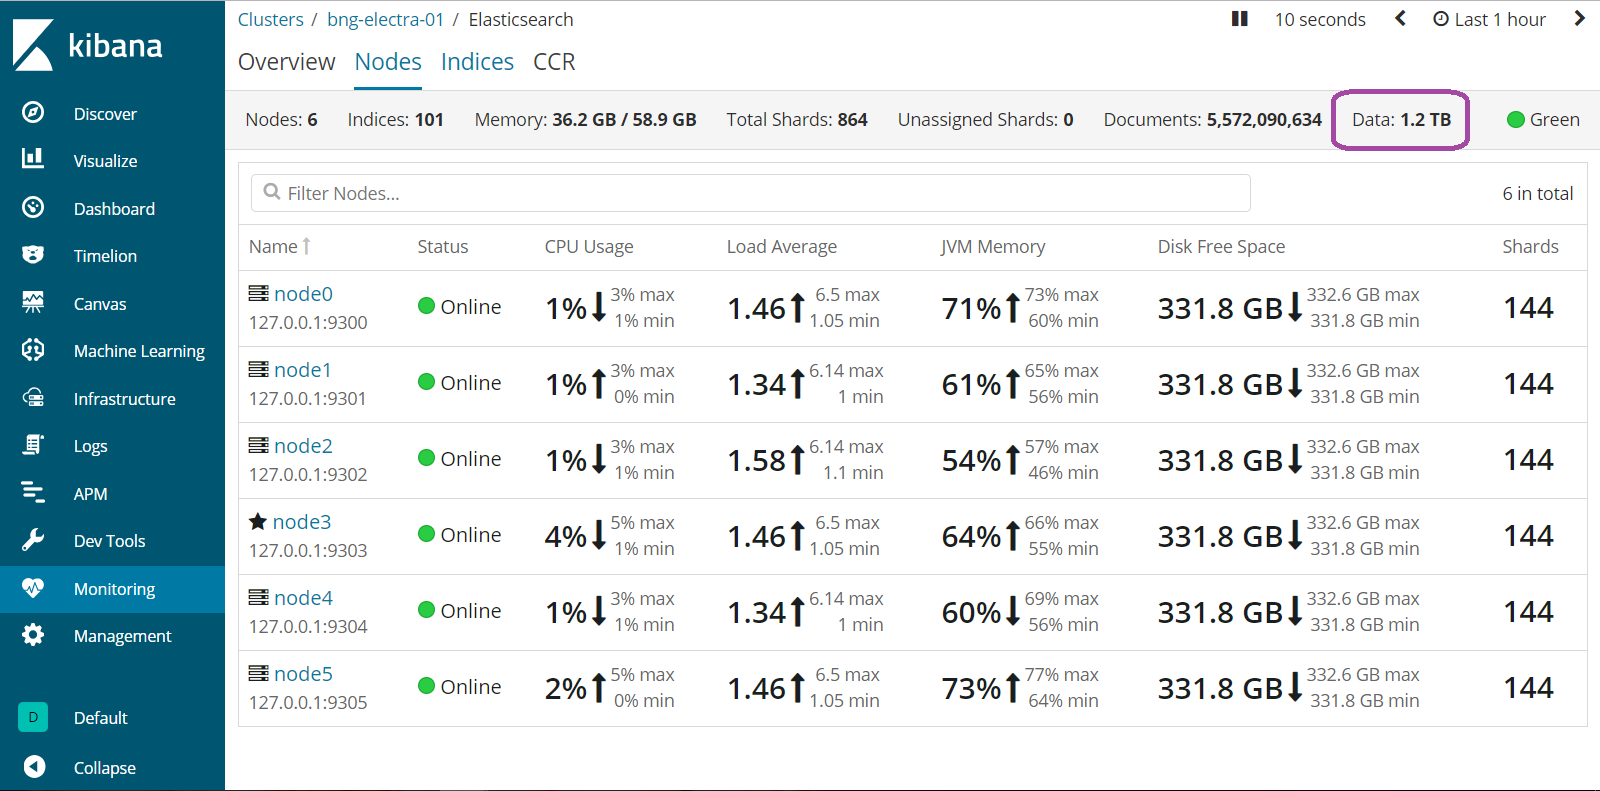 kibana
Discover
Visualize
Dashboard
Timelion
Canvas
Machine Learning
Infrastructure
Logs
APM
Dev Tools
Monitoring
Management
D Default
Collapse
Clusters / bng-electra-01 / Elasticsearch
10 seconds Last 1 hour
Overview Nodes Indices CCR
Nodes: 6 Indices: 101 Memory: 36.2 GB / 58.9 GB Total Shards: 864 Unassigned Shards: 0 Documents: 5,572,090,634 Data: 1.2 TB Green
Filter Nodes... 6 in total
Name Status CPU Usage Load Average JVM Memory Disk Free Space Shards
node0 Online 1% 3% max 1.46 6.5 max 71% 73% max 331.8 GB 332.6 GB max 144
127.0.0.1:9300 1% min 1.05 min 60% min 331.8 GB min
node1 Online 1% 3% max 1.34 6.14 max 61% 65% max 331.8 GB 332.6 GB max 144
127.0.0.1:9301 0% min 1 min 56% min 331.8 GB min
node2 Online 1% 3% max 1.58 6.14 max 54% 57% max 331.8 GB 332.6 GB max 144
127.0.0.1:9302 1% min 1.1 min 46% min 331.8 GB min
node3 Online 4% 5% max 1.46 6.5 max 64% 66% max 331.8 GB 332.6 GB max 144
127.0.0.1:9303 1% min 1.05 min 55% min 331.8 GB min
node4 Online 1% 3% max 1.34 6.14 max 60% 69% max 331.8 GB 332.6 GB max 144
127.0.0.1:9304 1% min 1 min 56% min 331.8 GB min
node5 Online 2% 5% max 1.46 6.5 max 73% 77% max 331.8 GB 332.6 GB max 144
127.0.0.1:9305 0% min 1.05 min 64% min 331.8 GB min